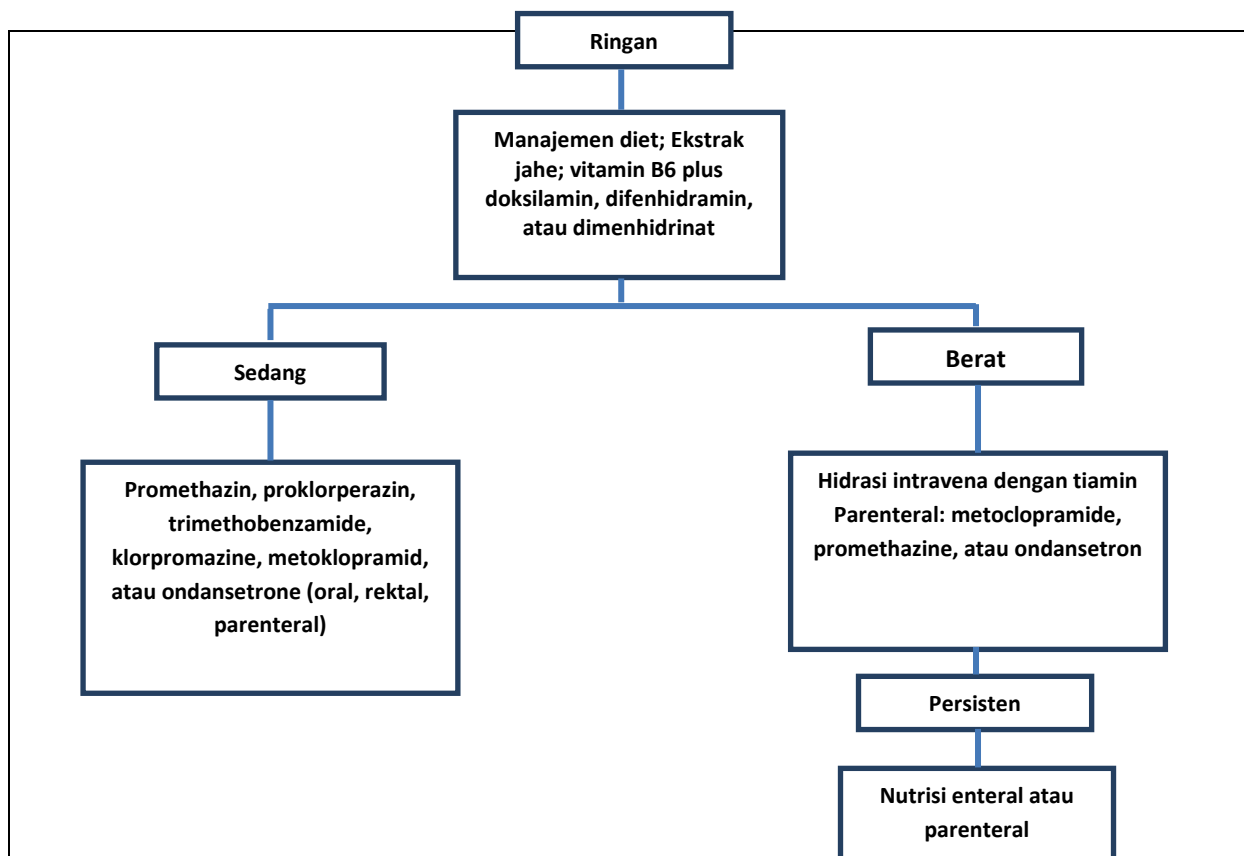 Ringan
Manajemen diet; Ekstrak
jahe; vitamin B6 plus
doksilamin, difenhidramin,
atau dimenhidrinat
Sedang
Promethazin, proklorperazin,
trimethobenzamide,
klorpromazine, metoklopramid,
atau ondansetrone (oral, rektal,
parenteral)
Berat
Hidrasi intravena dengan tiamin
Parenteral: metoclopramide,
promethazine, atau ondansetron
Persisten
Nutrisi enteral atau
parenteral